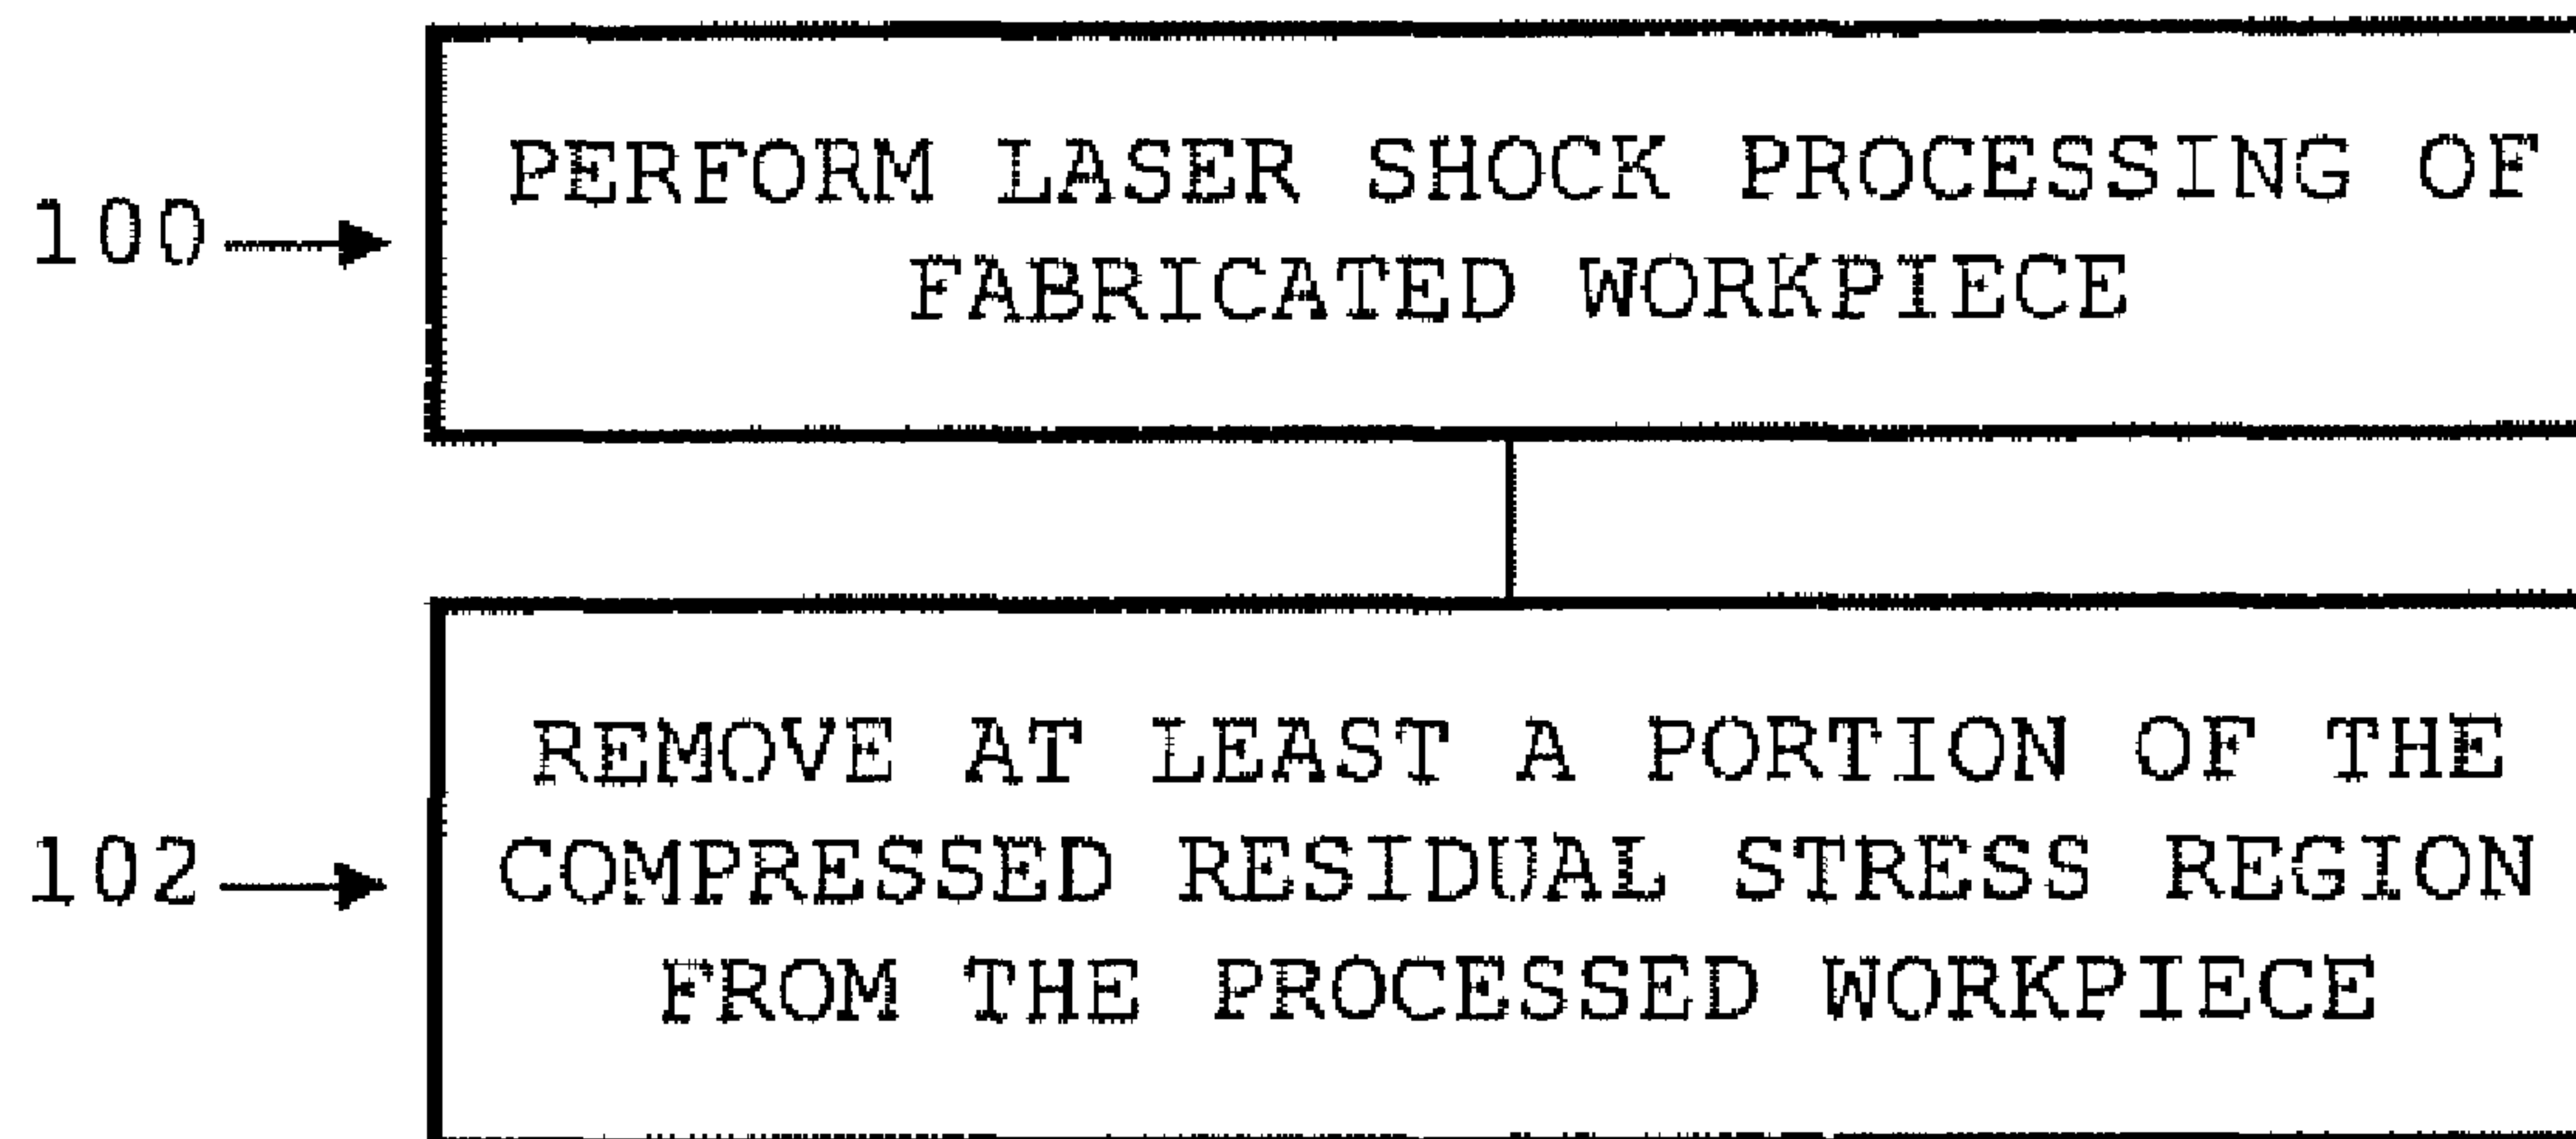 PERFORM LASER SHOCK PROCESSING OF
100
FABRICATED WORKPIECE
REMOVE AT LEAST A PORTION OF THE
102
COMPRESSED RESIDUAL STRESS REGION
FROM THE PROCESSED WORKPIECE